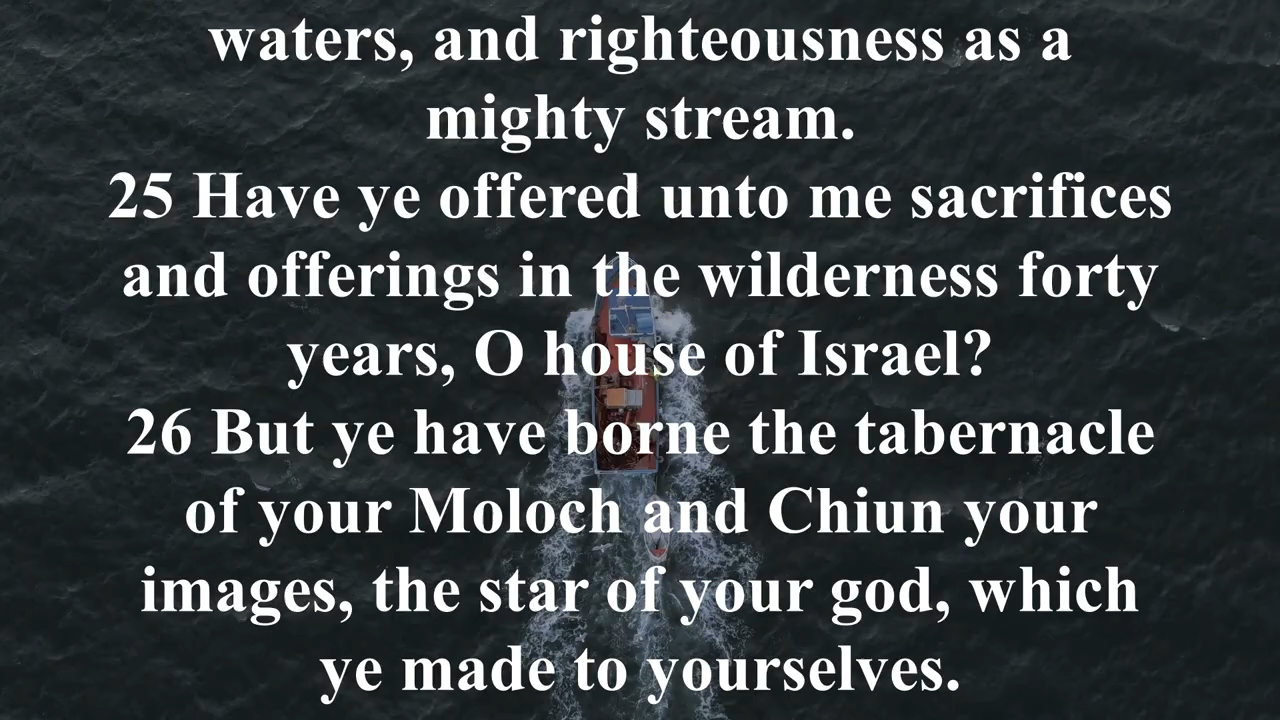 waters, and righteousness as a
mighty stream.
25 Have ye offered unto me sacrifices
and offerings in the wilderness forty
years, O house of Israel?
26 But ye have borne the tabernacle
of your Moloch and Chiun your
images, the star of your god, which
ye made to yourselves.